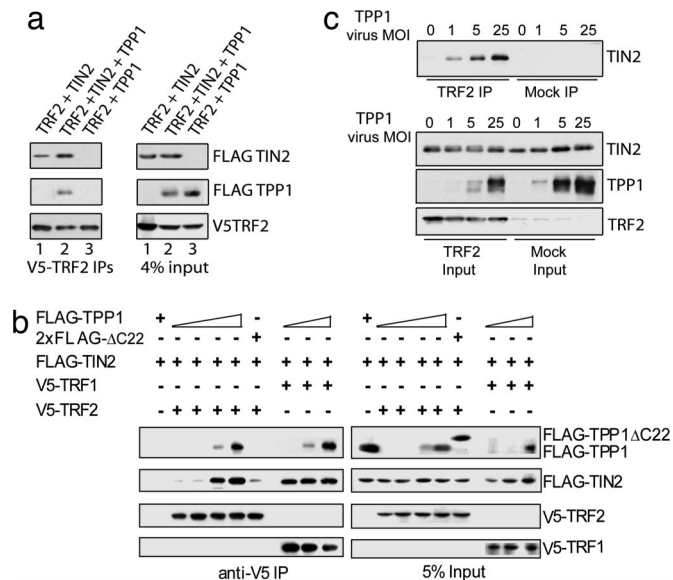 a
TRF2 + TIN2
TRF2 + TIN2 + TPP1
TRF2 + TPP1
TRF2 + TIN2
TRF2 + TIN2 + TPP1
TRF2 + TPP1
FLAG TIN2
FLAG TPP1
V5TRF2
1 2 3 1 2 3
V5-TRF2 IPs 4% input
c
TPP1 virus MOI 0 1 5 25 0 1 5 25
TIN2
TRF2 IP Mock IP
TPP1 virus MOI 0 1 5 25 0 1 5 25
TIN2
TPP1
TRF2
TRF2 Input Mock Input
b
FLAG-TPP1 + - - + -
2xFLAG-ΔC22 - - - - - + - - - - - - - - + - - -
FLAG-TIN2 + + + + + + + + + + + + + + + + + +
V5-TRF1 - - - - - - + + + - - - - - - + + +
V5-TRF2 - + + + + + - - - - + + + + + - - -
FLAG-TPP1ΔC22
FLAG-TPP1
FLAG-TIN2
V5-TRF2
V5-TRF1
anti-V5 IP 5% Input